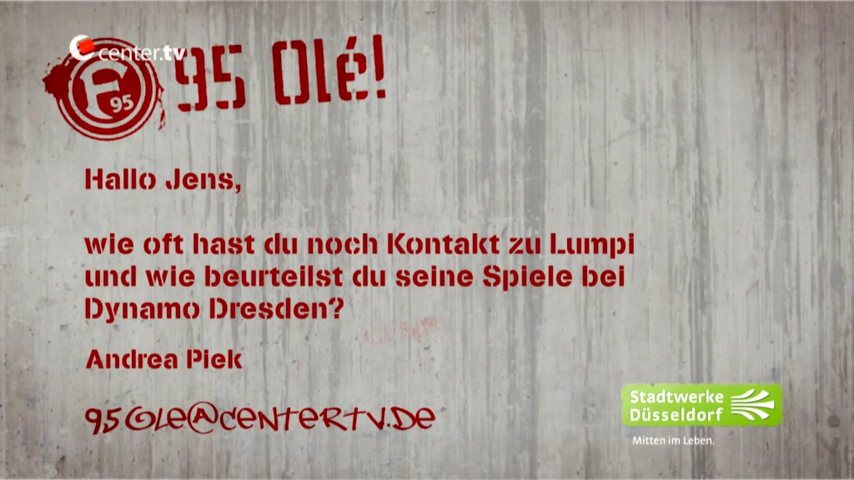 center.tv
F95
95 Olé!
Hallo Jens,
wie oft hast du noch Kontakt zu Lumpi
und wie beurteilst du seine Spiele bei
Dynamo Dresden?
Andrea Piek
95OLE@CENTERTV.DE
Stadtwerke
Düsseldorf
Mitten im Leben.